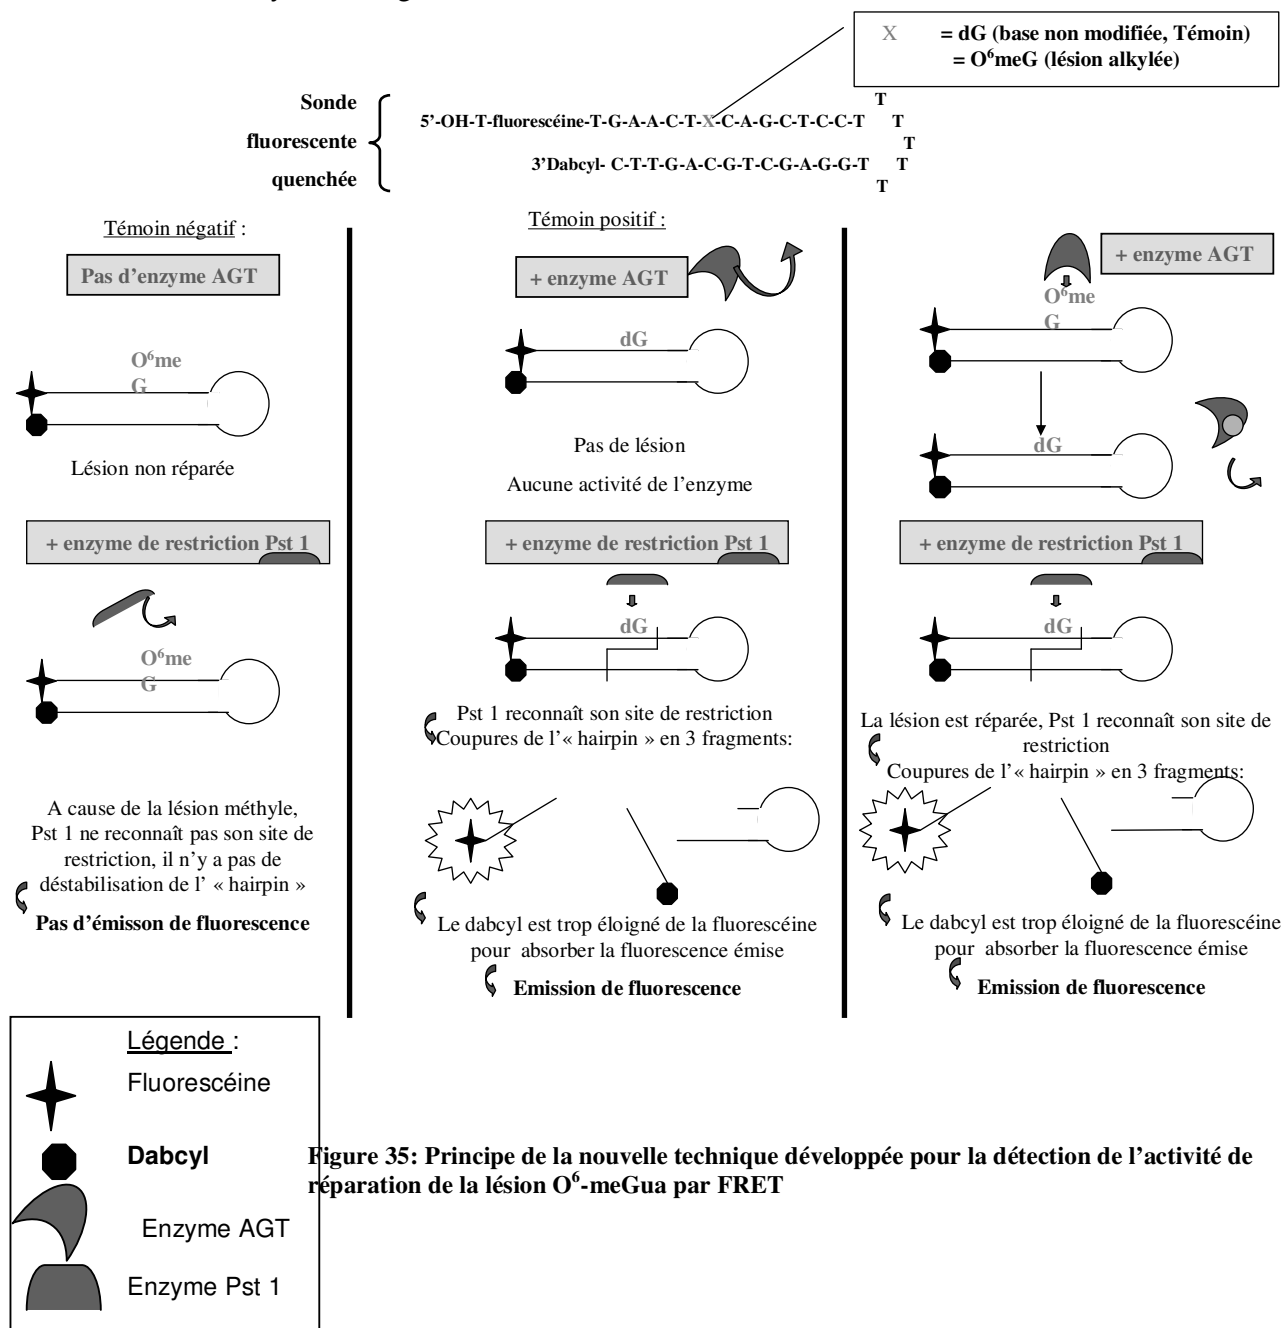 X = dG (base non modifiée, Témoin)
= O⁶meG (lésion alkylée)
Sonde
fluorescente
quenchée
5'-OH-T-fluorescéine-T-G-A-A-C-T-X-C-A-G-C-T-C-C-T
T
T
T
T
T
3'Dabcyl- C-T-T-G-A-C-G-T-C-G-A-G-G-T
Témoin négatif :
Pas d'enzyme AGT
O⁶me
G
Lésion non réparée
+ enzyme de restriction Pst 1
O⁶me
G
A cause de la lésion méthyle,
Pst 1 ne reconnaît pas son site de
restriction, il n'y a pas de
déstabilisation de l' « hairpin »
Pas d'émisson de fluorescence
Témoin positif :
+ enzyme AGT
dG
Pas de lésion
Aucune activité de l'enzyme
+ enzyme de restriction Pst 1
dG
Pst 1 reconnaît son site de restriction
Coupures de l'« hairpin » en 3 fragments:
Le dabcyl est trop éloigné de la fluorescéine
pour absorber la fluorescence émise
Emission de fluorescence
+ enzyme AGT
O⁶me
G
dG
+ enzyme de restriction Pst 1
dG
La lésion est réparée, Pst 1 reconnaît son site de
restriction
Coupures de l'« hairpin » en 3 fragments:
Le dabcyl est trop éloigné de la fluorescéine
pour absorber la fluorescence émise
Emission de fluorescence
Légende :
Fluorescéine
Dabcyl
Enzyme AGT
Enzyme Pst 1
Figure 35: Principe de la nouvelle technique développée pour la détection de l'activité de
réparation de la lésion O⁶-meGua par FRET